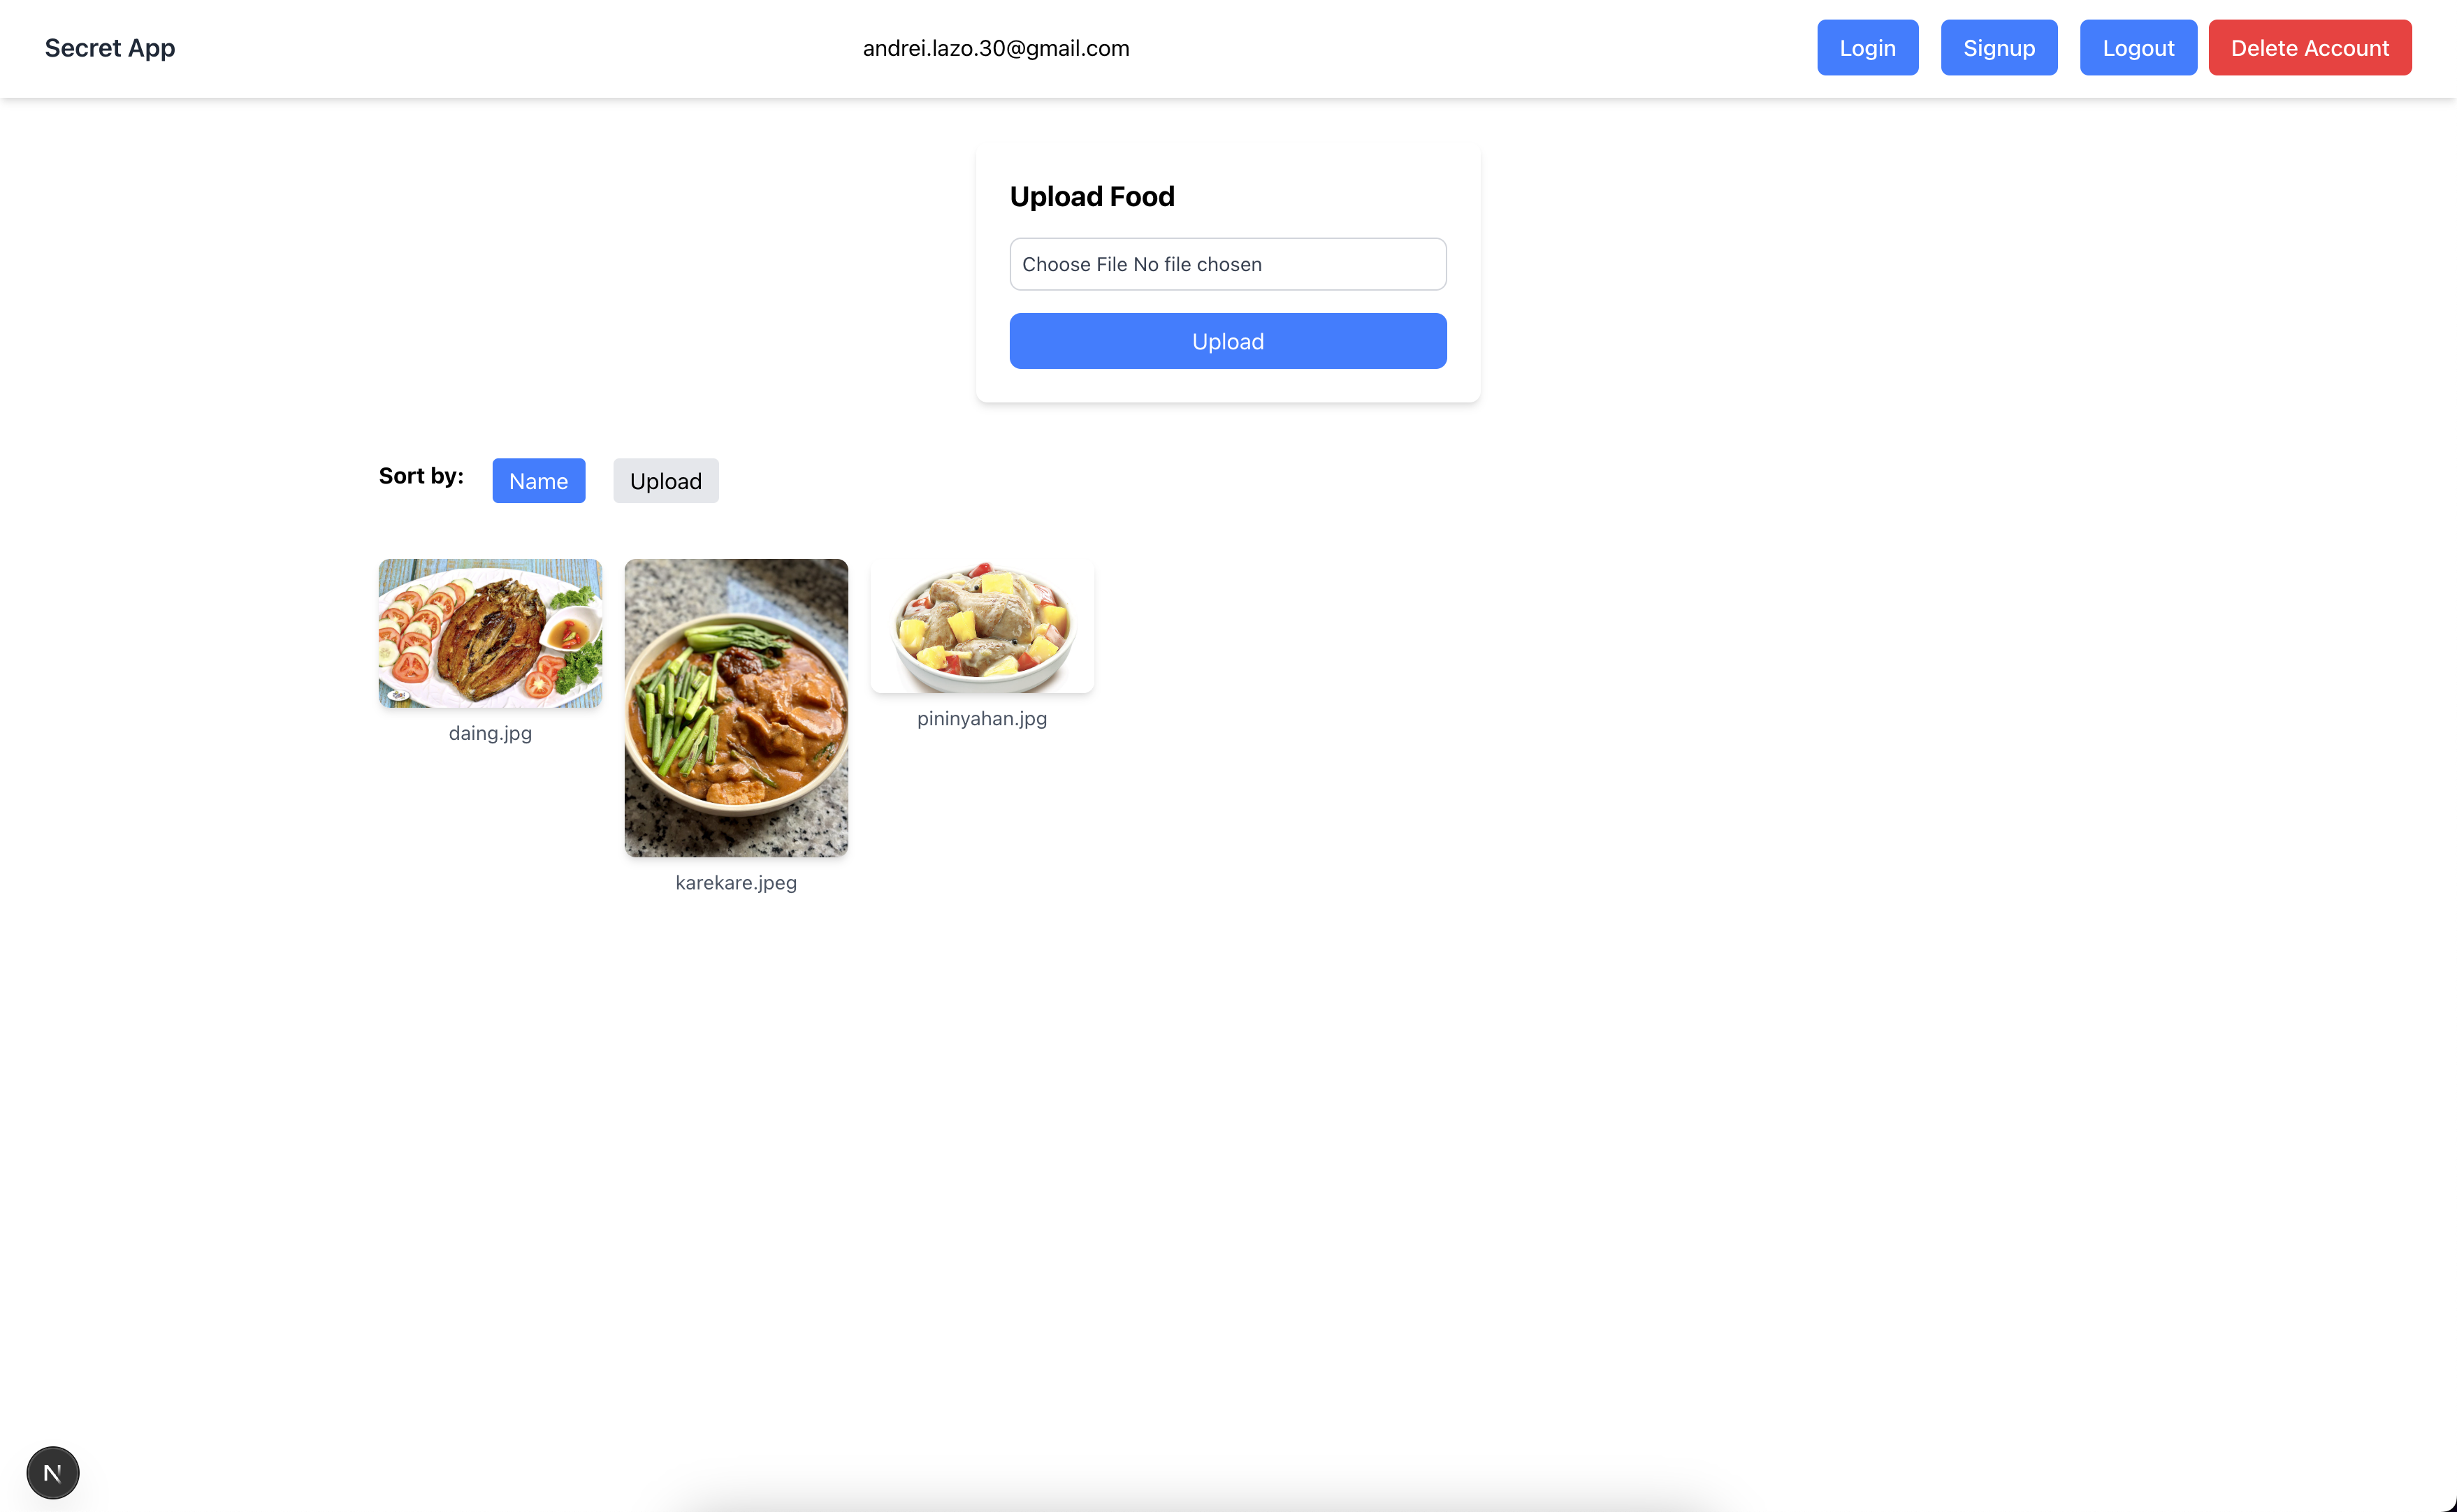 Secret App
andrei.lazo.30@gmail.com
Login
Signup
Logout
Delete Account
Upload Food
Choose File No file chosen
Upload
Sort by:
Name
Upload
daing.jpg
karekare.jpeg
pininyahan.jpg
N